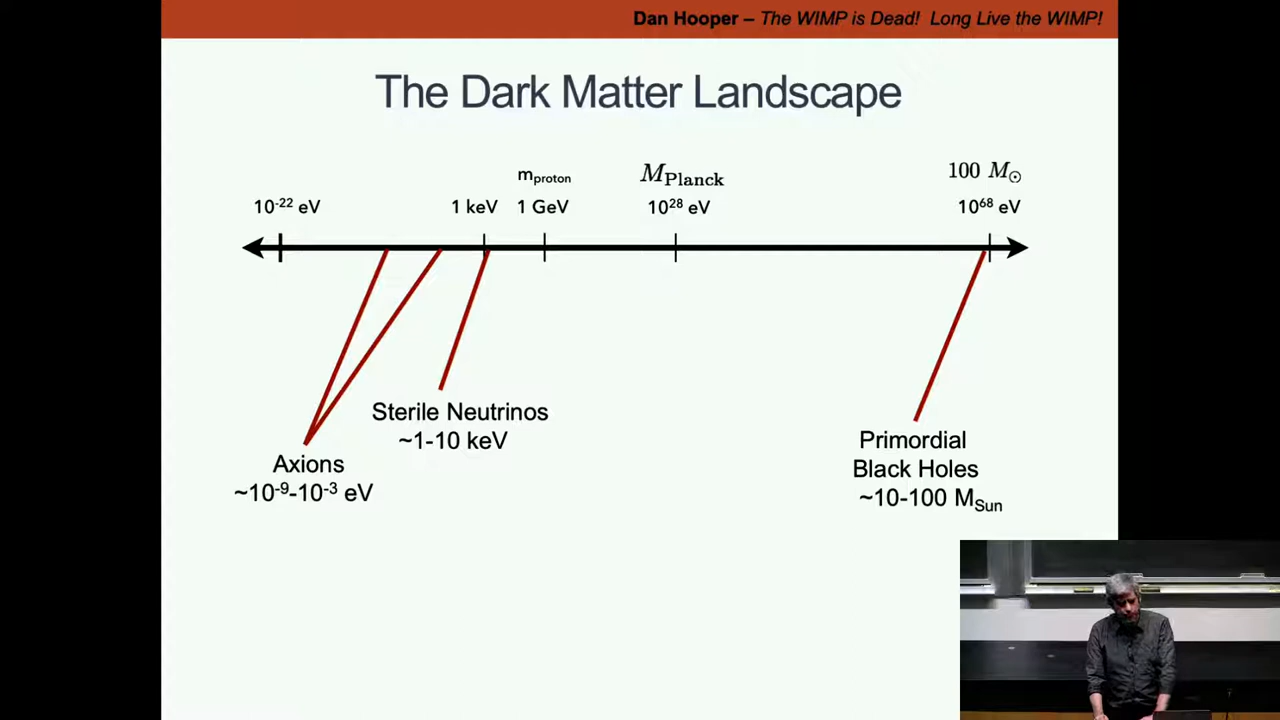 Dan Hooper – The WIMP is Dead! Long Live the WIMP!
The Dark Matter Landscape
m_proton
M_Planck
100 M_⊙
10^-22 eV
1 keV
1 GeV
10^28 eV
10^68 eV
Sterile Neutrinos
~1-10 keV
Axions
~10^-9-10^-3 eV
Primordial
Black Holes
~10-100 M_Sun